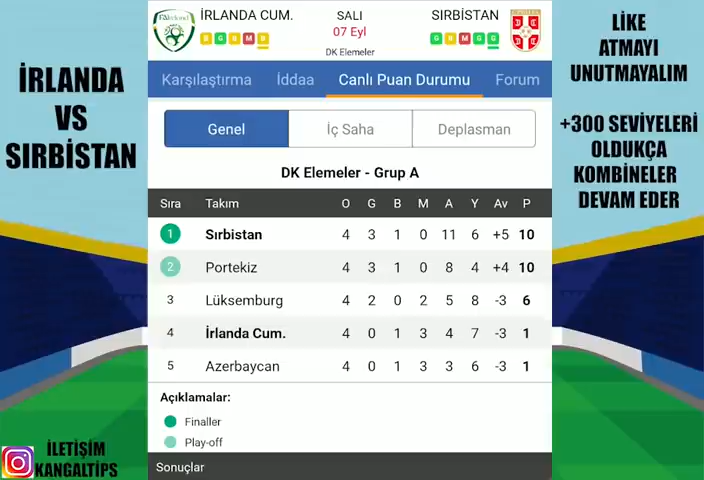 İRLANDA
VS
SIRBİSTAN
İRLANDA CUM.
B G B M B
SALI
07 Eyl
DK Elemeler
SIRBİSTAN
G B M G G
Karşılaştırma İddaa Canlı Puan Durumu Forum
Genel İç Saha Deplasman
DK Elemeler - Grup A
Sıra Takım O G B M A Y Av P
1 Sırbistan 4 3 1 0 11 6 +5 10
2 Portekiz 4 3 1 0 8 4 +4 10
3 Lüksemburg 4 2 0 2 5 8 -3 6
4 İrlanda Cum. 4 0 1 3 4 7 -3 1
5 Azerbaycan 4 0 1 3 3 6 -3 1
Açıklamalar:
Finaller
Play-off
Sonuçlar
LİKE
ATMAYI
UNUTMAYALIM
+300 SEVİYELERİ
OLDUKÇA
KOMBİNELER
DEVAM EDER
İLETİŞİM
KANGALTİPS